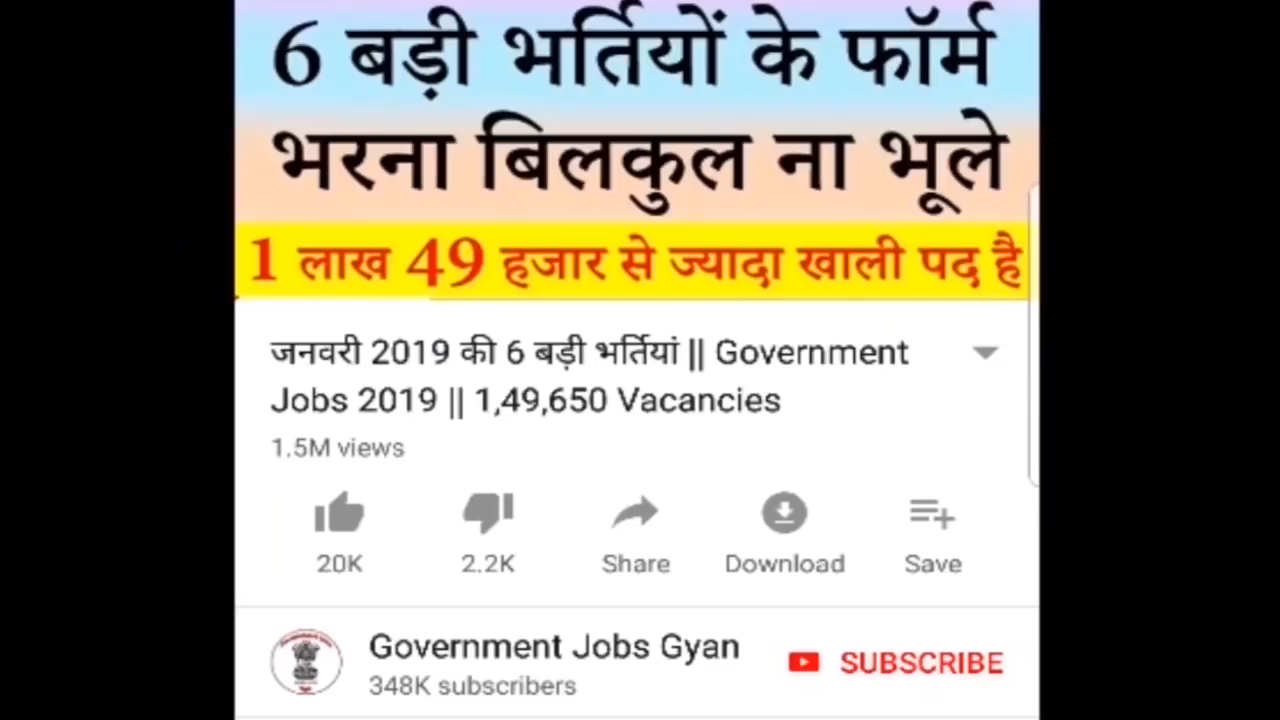 6 बड़ी भर्तियों के फॉर्म
भरना बिलकुल ना भूले
1 लाख 49 हजार से ज्यादा खाली पद है
जनवरी 2019 की 6 बड़ी भर्तियां || Government
Jobs 2019 || 1,49,650 Vacancies
1.5M views
20K 2.2K Share Download Save
Government Jobs Gyan
348K subscribers
SUBSCRIBE